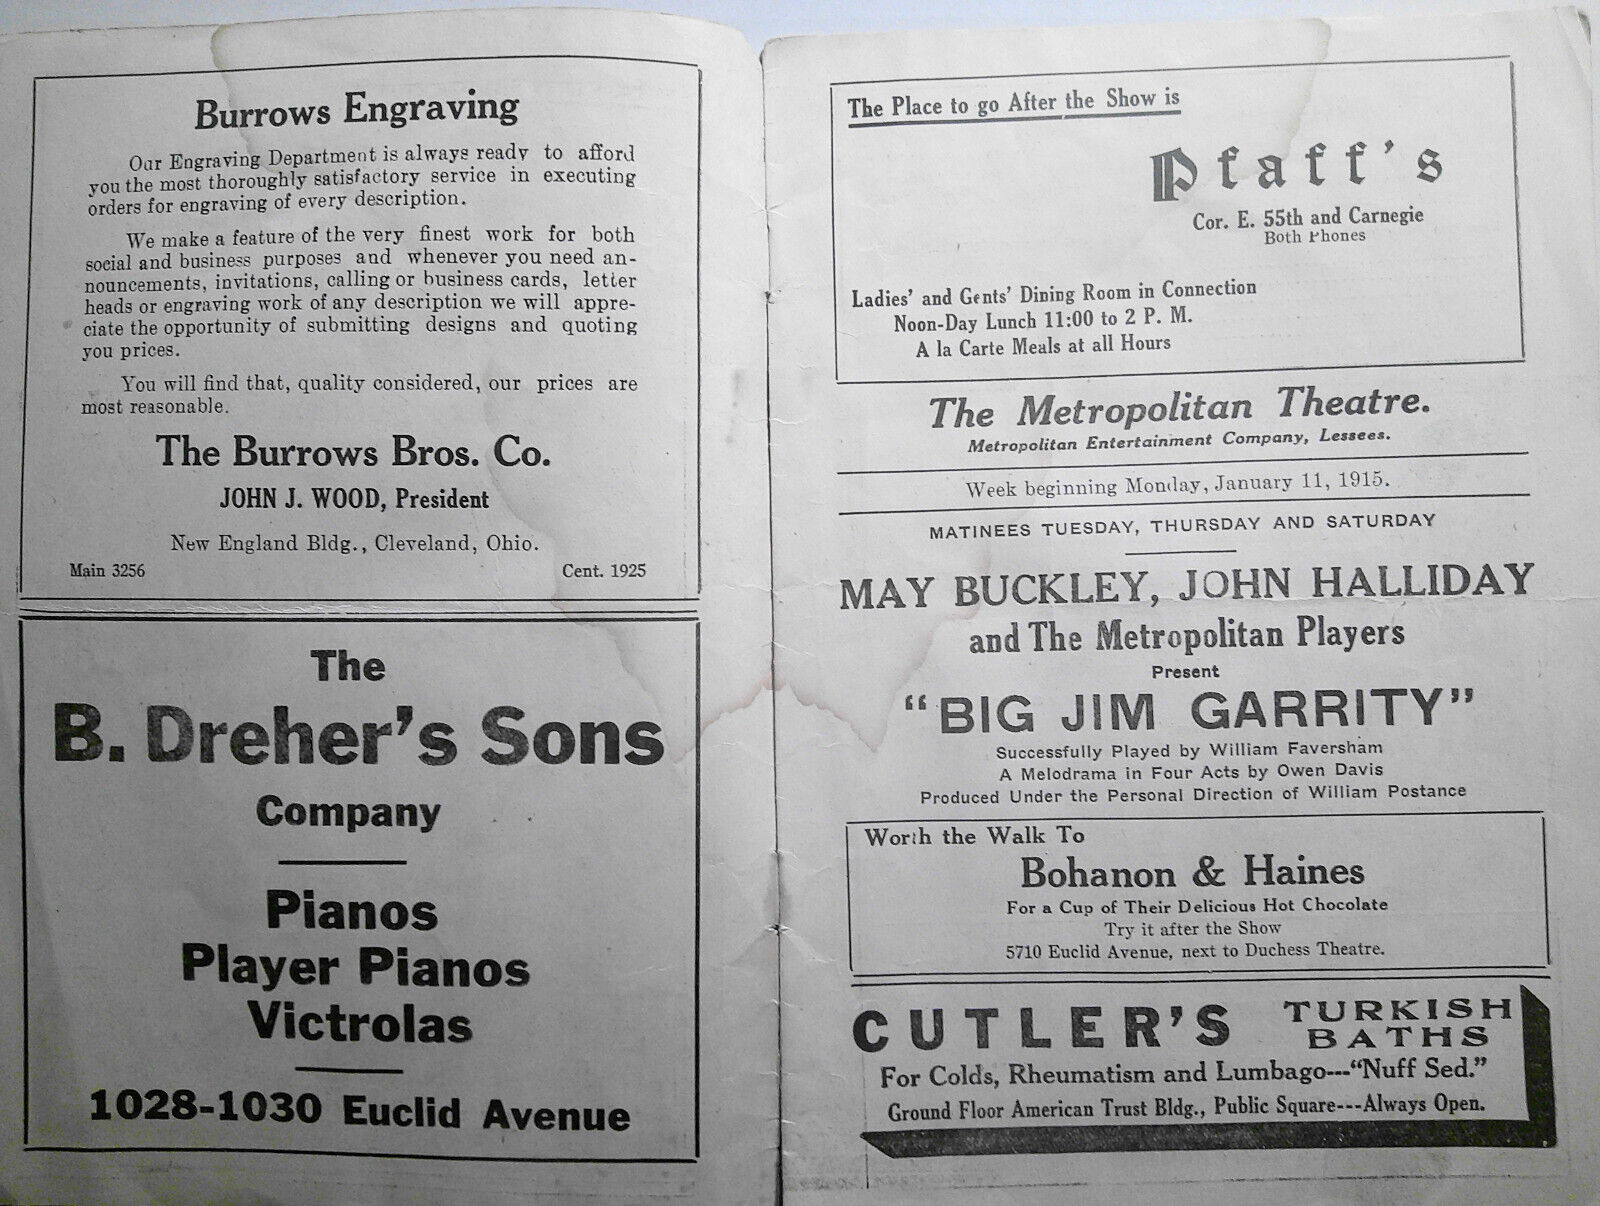 Burrows Engraving
Our Engraving Department is always ready to afford
you the most thoroughly satisfactory service in executing
orders for engraving of every description.
We make a feature of the very finest work for both
social and business purposes and whenever you need an-
nouncements, invitations, calling or business cards, letter
heads or engraving work of any description we will appre-
ciate the opportunity of submitting designs and quoting
you prices.
You will find that, quality considered, our prices are
most reasonable.
The Burrows Bros. Co.
JOHN J. WOOD, President
New England Bldg., Cleveland, Ohio.
Main 3256 Cent. 1925
The
B. Dreher's Sons
Company
Pianos
Player Pianos
Victrolas
1028-1030 Euclid Avenue
The Place to go After the Show is
Pfaff's
Cor. E. 55th and Carnegie
Both Phones
Ladies' and Gents' Dining Room in Connection
Noon-Day Lunch 11:00 to 2 P. M.
A la Carte Meals at all Hours
The Metropolitan Theatre.
Metropolitan Entertainment Company, Lessees.
Week beginning Monday, January 11, 1915.
MATINEES TUESDAY, THURSDAY AND SATURDAY
MAY BUCKLEY, JOHN HALLIDAY
and The Metropolitan Players
Present
"BIG JIM GARRITY"
Successfully Played by William Faversham
A Melodrama in Four Acts by Owen Davis
Produced Under the Personal Direction of William Postance
Worth the Walk To
Bohanon & Haines
For a Cup of Their Delicious Hot Chocolate
Try it after the Show
5710 Euclid Avenue, next to Duchess Theatre.
CUTLER'S TURKISH
BATHS
For Colds, Rheumatism and Lumbago---"Nuff Sed."
Ground Floor American Trust Bldg., Public Square---Always Open.